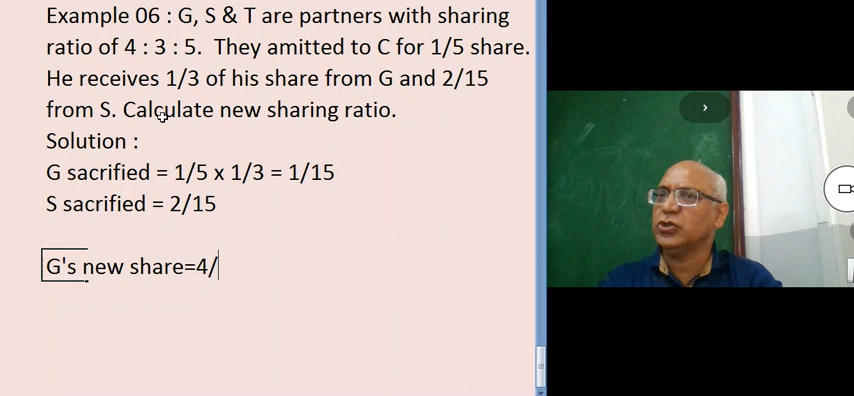 Example 06 : G, S & T are partners with sharing
ratio of 4 : 3 : 5.  They amitted to C for 1/5 share.
He receives 1/3 of his share from G and 2/15
from S. Calculate new sharing ratio.
Solution :
G sacrified = 1/5 x 1/3 = 1/15
S sacrified = 2/15
G's new share=4/